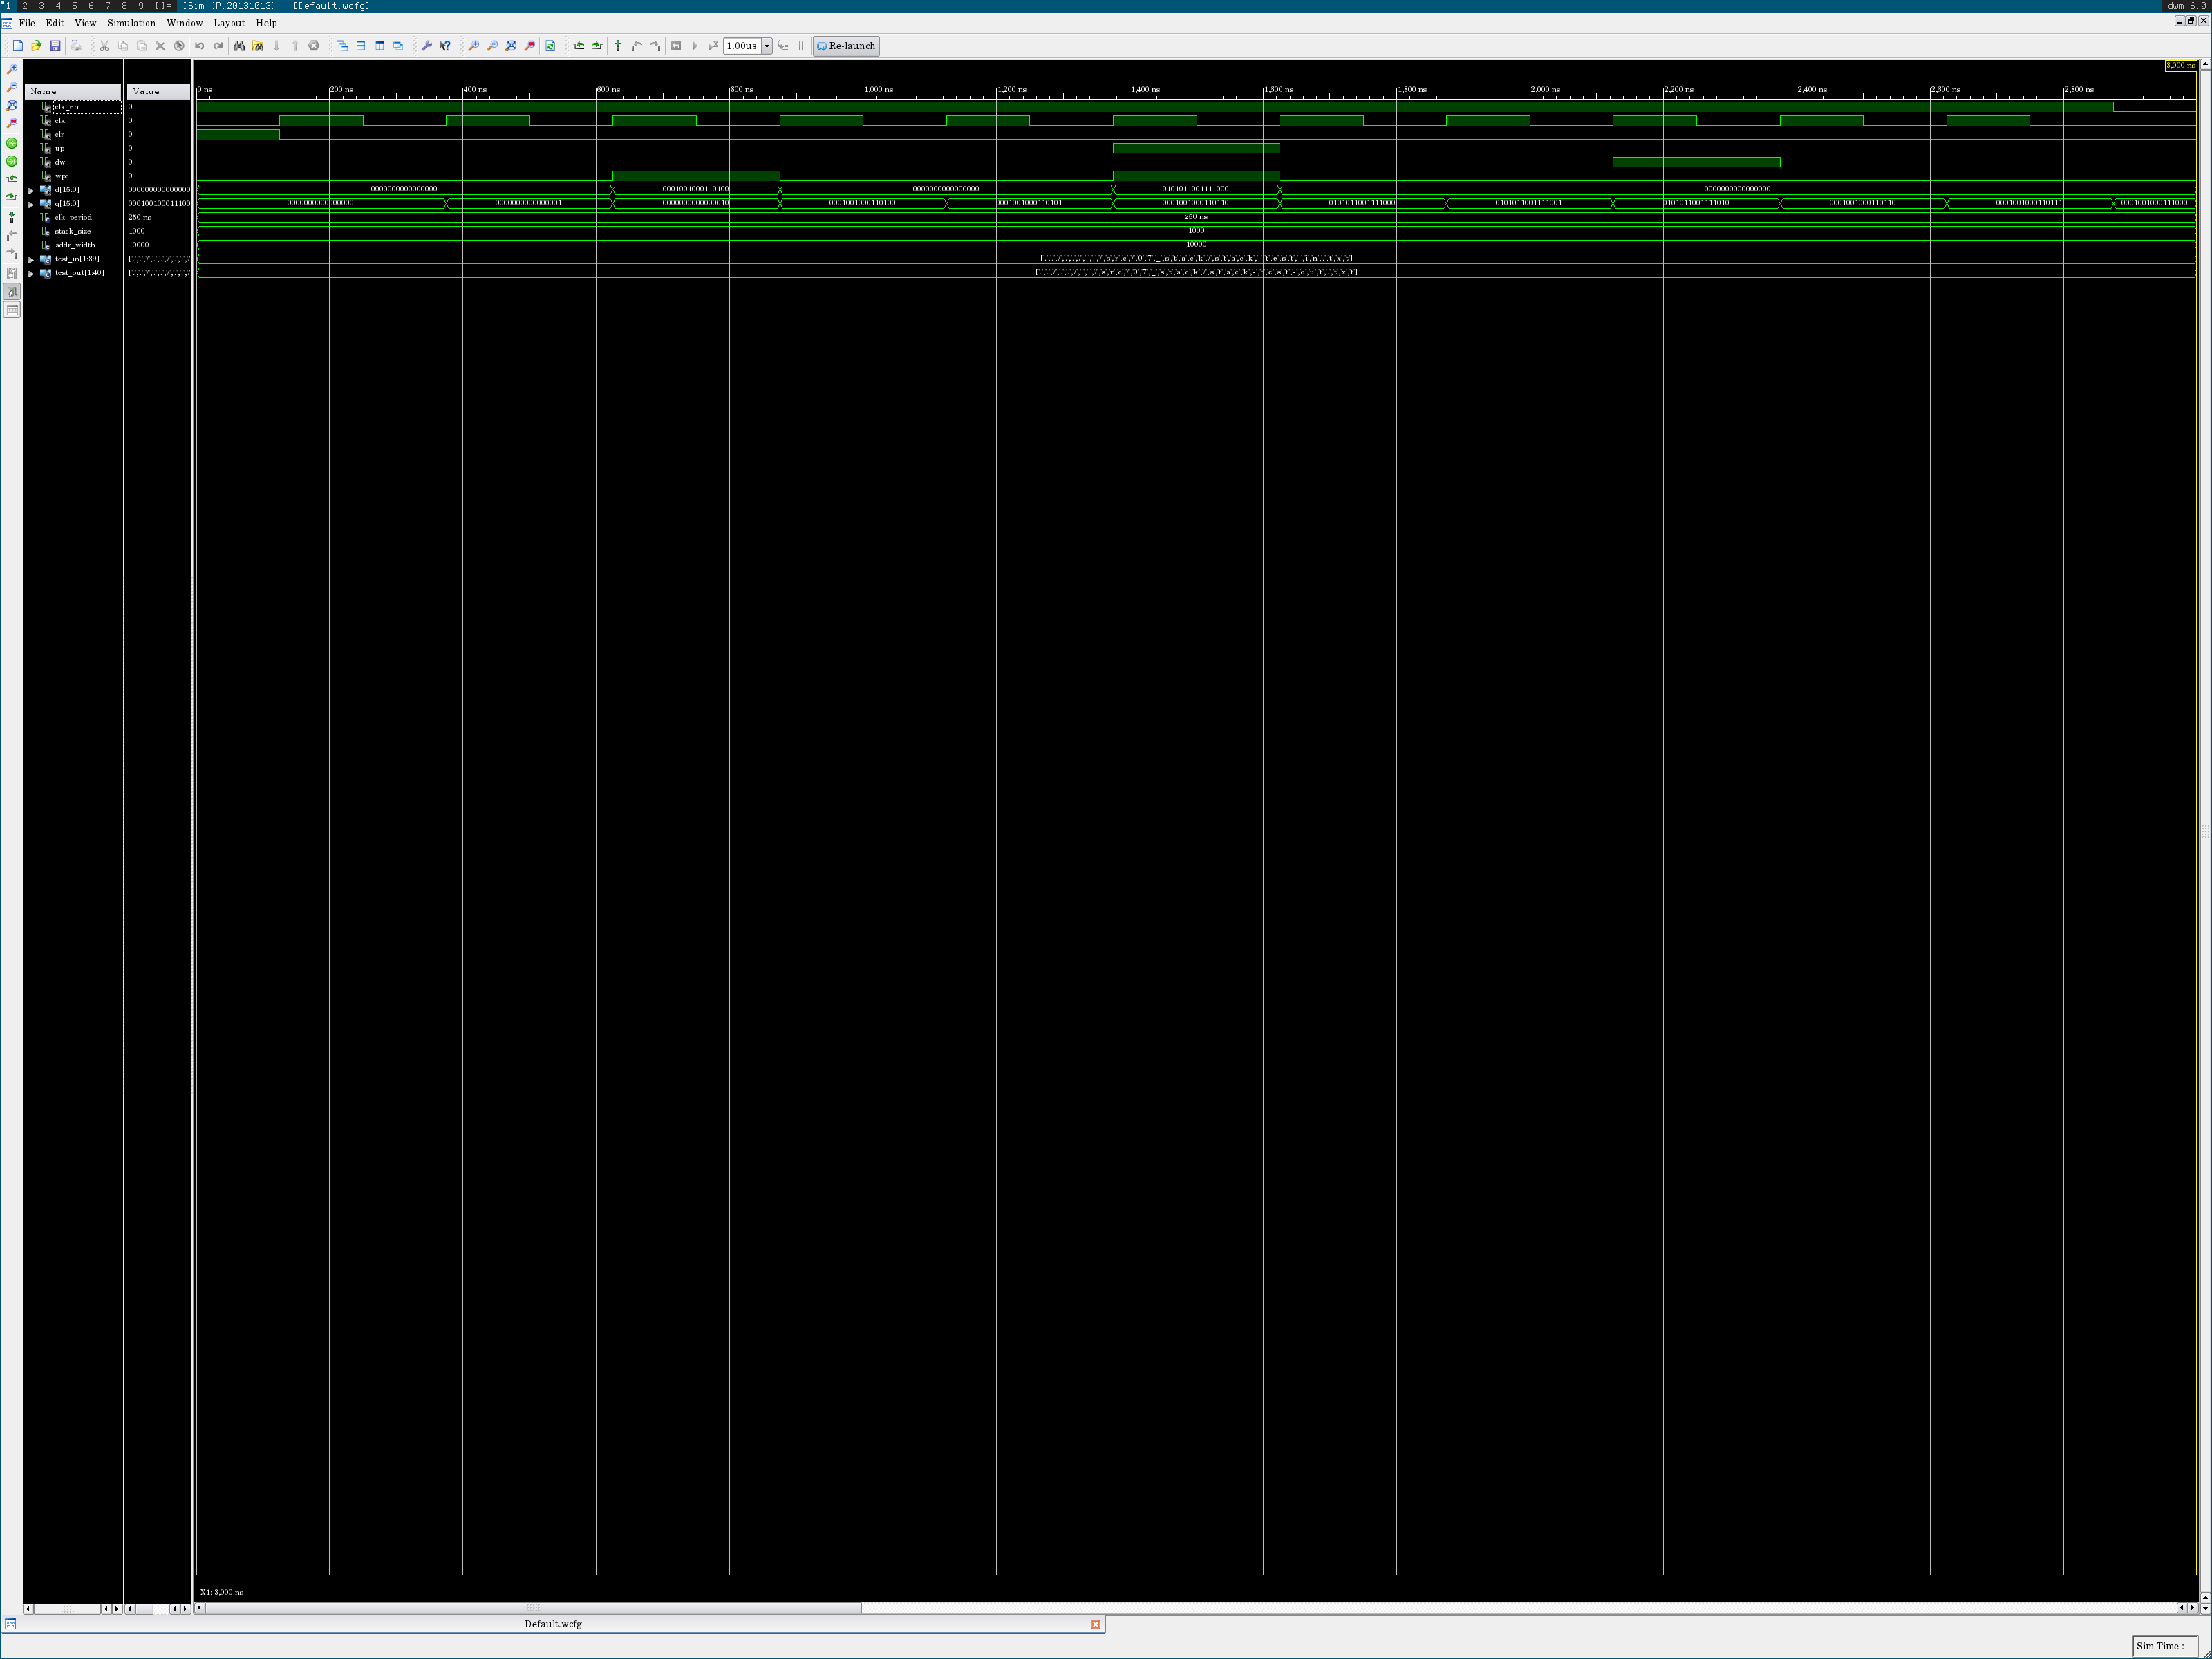 1 2 3 4 5 6 7 8 9 []= ISim (P.20131013) - [Default.wcfg] dwm-6.0
File Edit View Simulation Window Layout Help
1.00us Re-launch
3,000 ns
Name Value 0 ns 200 ns 400 ns 600 ns 800 ns 1,000 ns 1,200 ns 1,400 ns 1,600 ns 1,800 ns 2,000 ns 2,200 ns 2,400 ns 2,600 ns 2,800 ns
clk_en 0
clk 0
clr 0
up 0
dw 0
wpc 0
d[15:0] 00000000000000 0000000000000000 0001001000110100 0000000000000000 0101011001111000 0000000000000000
q[15:0] 000100100011100 0000000000000000 0000000000000001 0000000000000010 0001001000110100 0001001000110101 0001001000110110 0101011001111000 0101011001111001 0101011001111010 0001001000110110 0001001000110111 0001001000111000
clk_period 250 ns 250 ns
stack_size 1000 1000
addr_width 10000 10000
test_in[1:39]
test_out[1:40]
X1: 3,000 ns
Default.wcfg
Sim Time : --